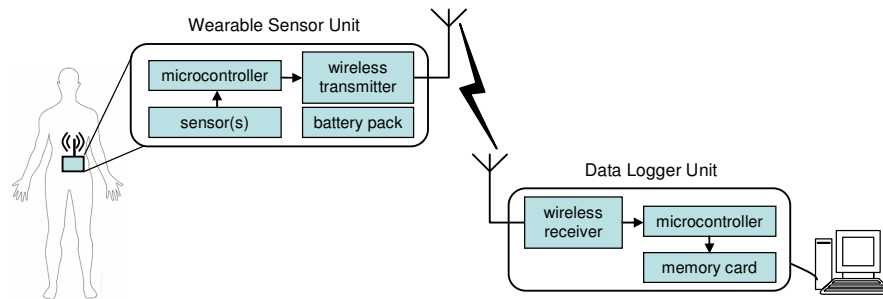 Wearable Sensor Unit
microcontroller
wireless
transmitter
sensor(s)
battery pack
Data Logger Unit
wireless
receiver
microcontroller
memory card